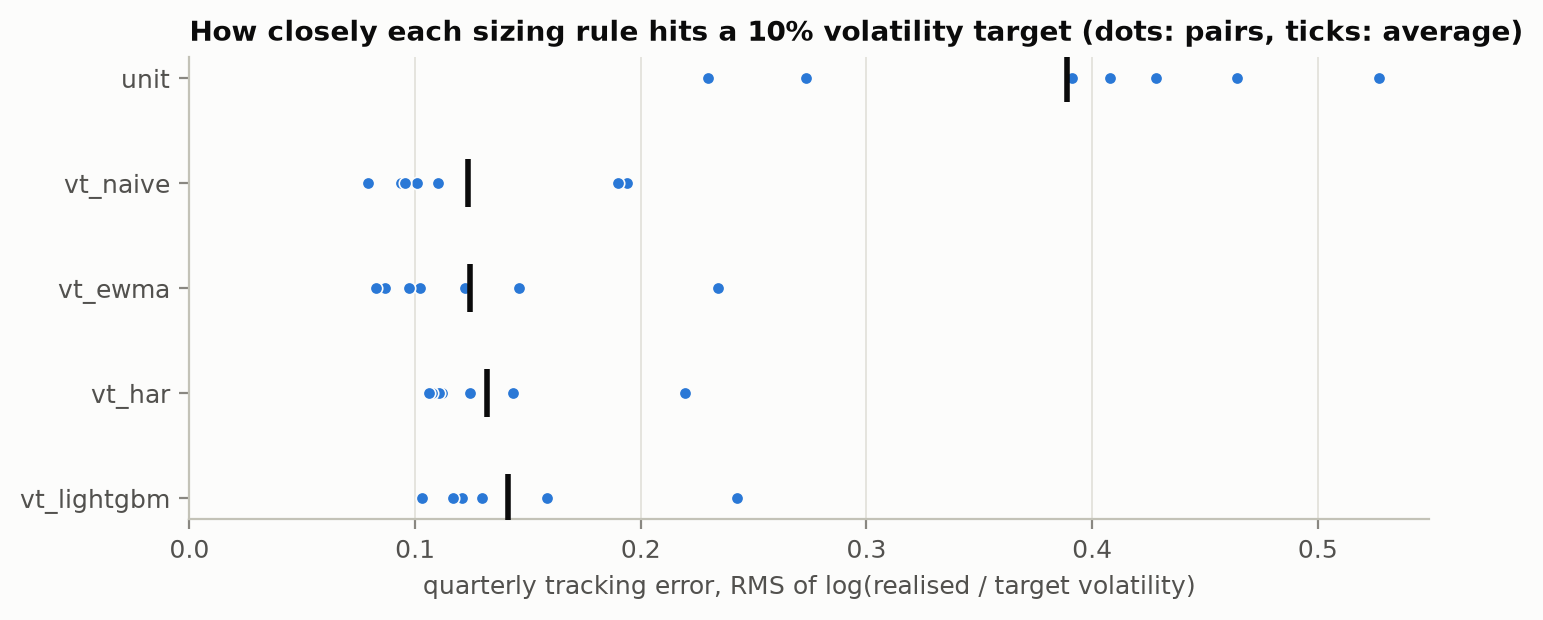 How closely each sizing rule hits a 10% volatility target (dots: pairs, ticks: average)
unit
vt_naive
vt_ewma
vt_har
vt_lightgbm
0.0 0.1 0.2 0.3 0.4 0.5
quarterly tracking error, RMS of log(realised / target volatility)